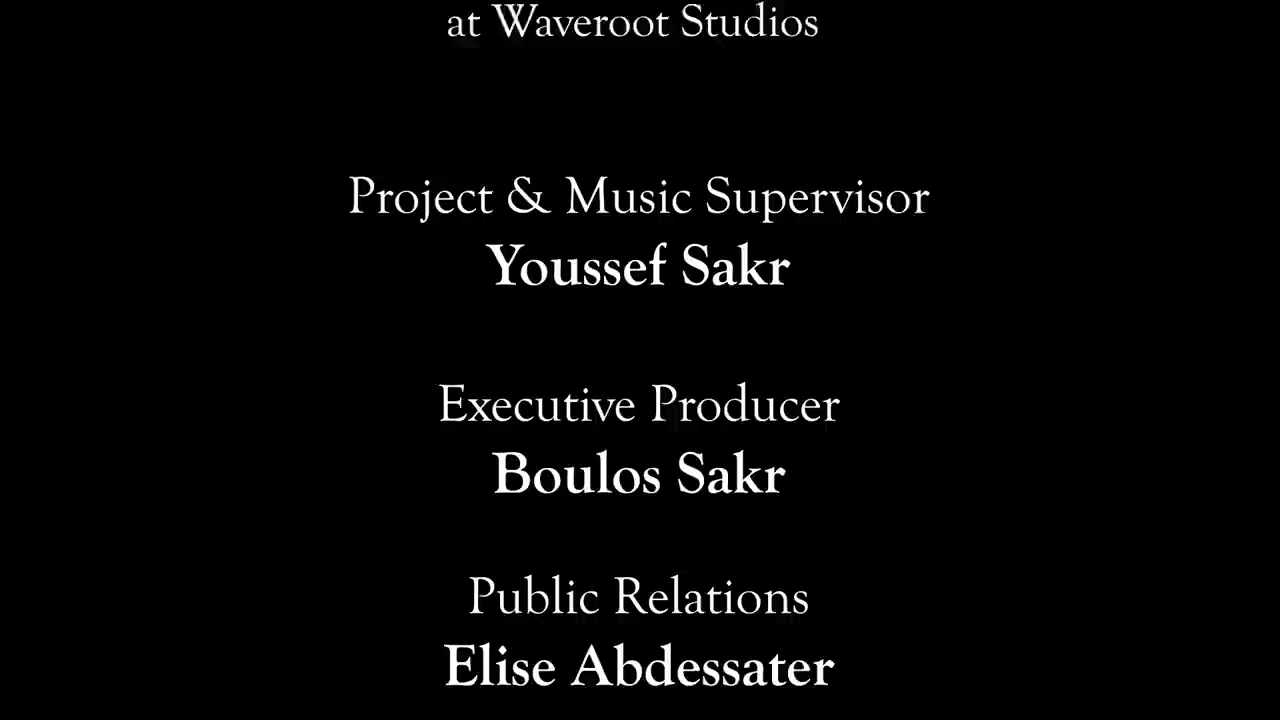 at Waveroot Studios
Project & Music Supervisor
Youssef Sakr
Executive Producer
Boulos Sakr
Public Relations
Elise Abdessater